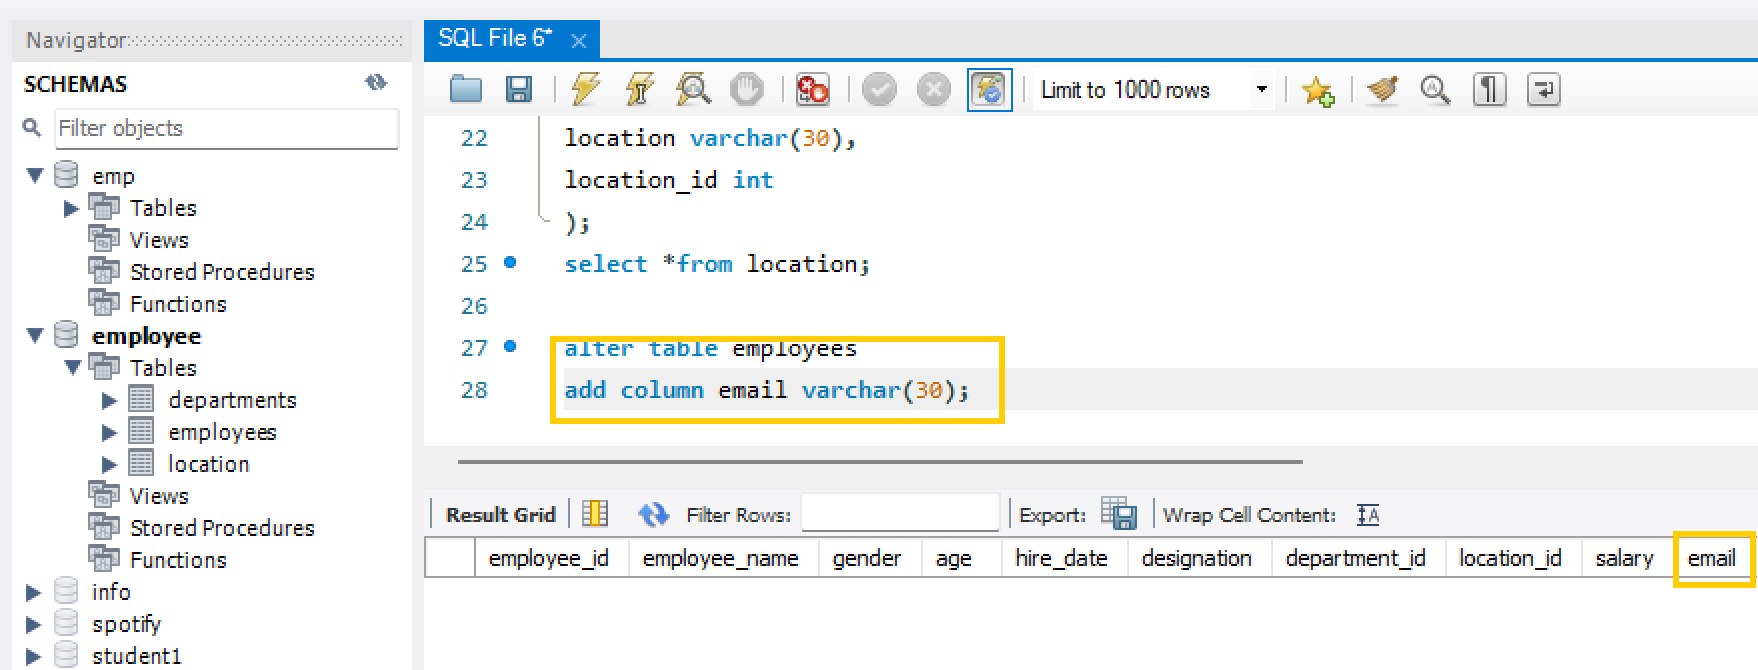 Navigator
SCHEMAS
Filter objects
emp
Tables
Views
Stored Procedures
Functions
employee
Tables
departments
employees
location
Views
Stored Procedures
Functions
info
spotify
student1
SQL File 6*
Limit to 1000 rows
22 location varchar(30),
23 location_id int
24 );
25 select *from location;
26
27 alter table employees
28 add column email varchar(30);
Result Grid Filter Rows: Export: Wrap Cell Content:
employee_id employee_name gender age hire_date designation department_id location_id salary email